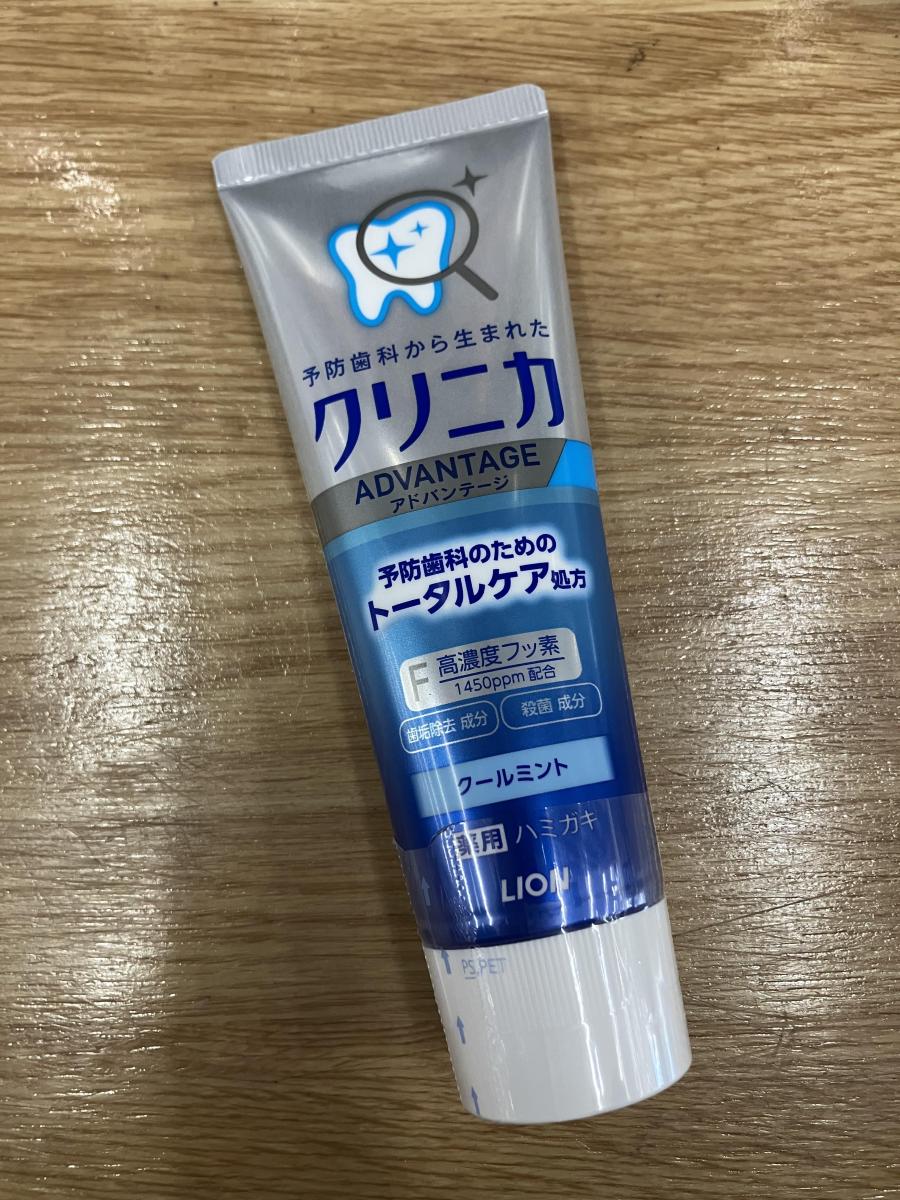 予防歯科から生まれた
クリニカ
ADVANTAGE
アドバンテージ
予防歯科のための
トータルケア処方
F 高濃度フッ素
1450ppm 配合
歯垢除去 成分 殺菌 成分
クールミント
薬用 ハミガキ
LION
PS,PET